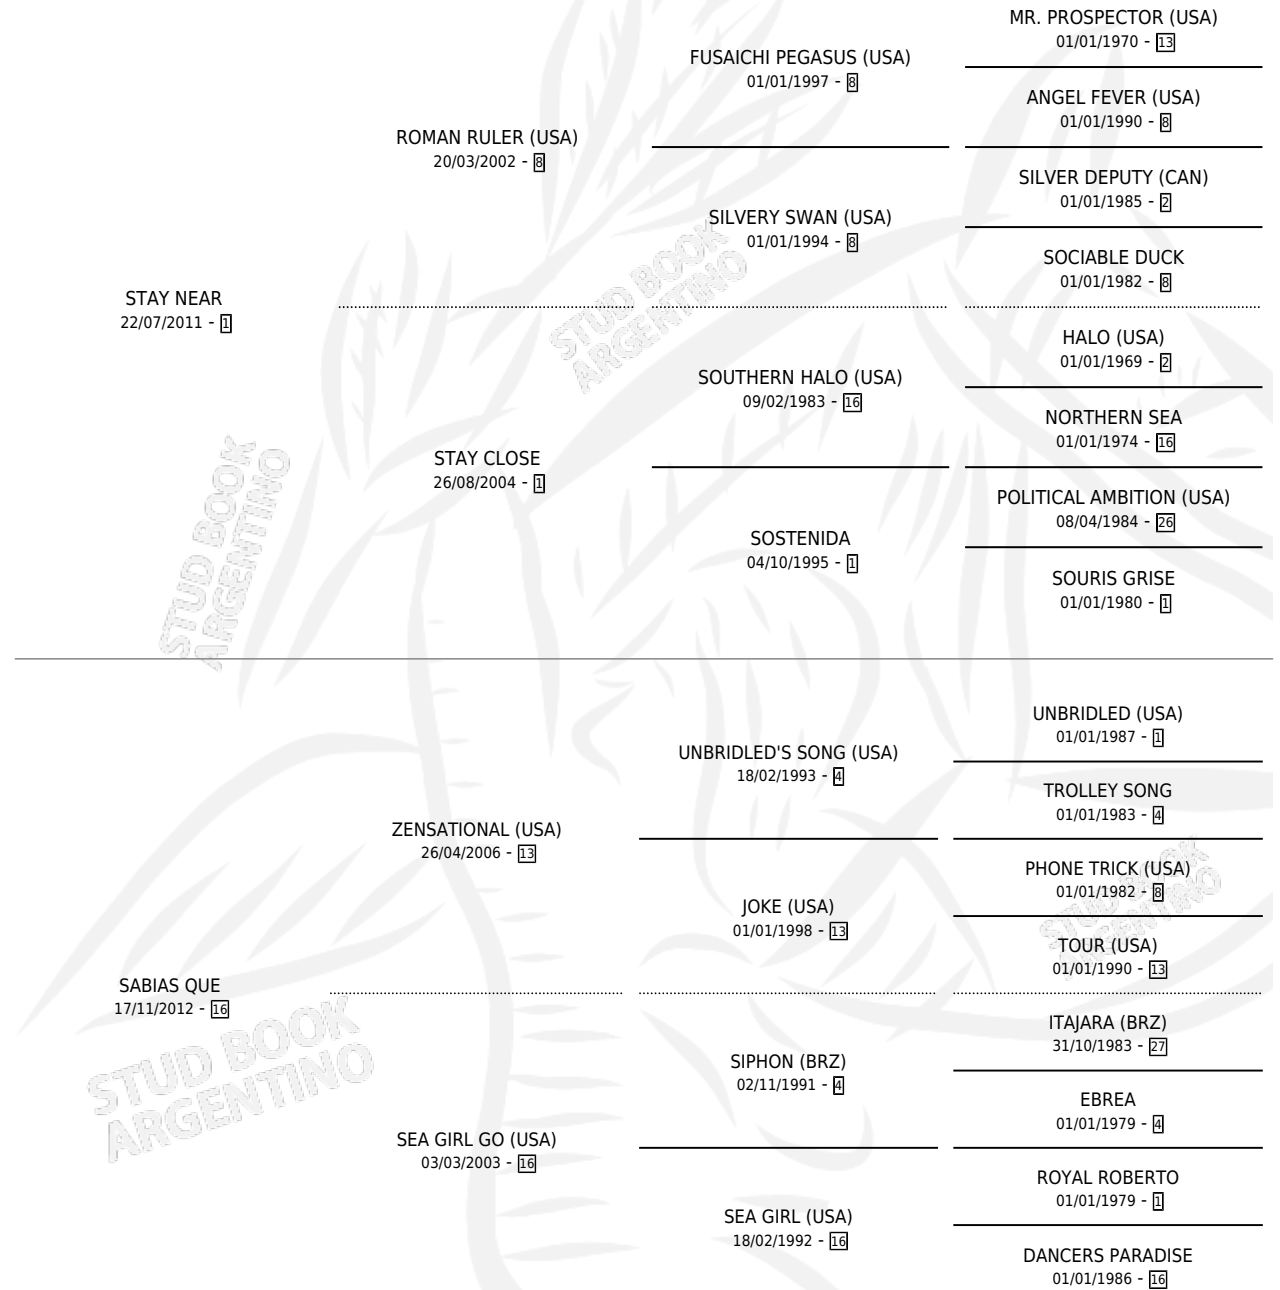 MR. PROSPECTOR (USA)
01/01/1970 - 13
FUSAICHI PEGASUS (USA)
01/01/1997 - 8
ANGEL FEVER (USA)
01/01/1990 - 8
ROMAN RULER (USA)
20/03/2002 - 8
SILVER DEPUTY (CAN)
01/01/1985 - 2
SILVERY SWAN (USA)
01/01/1994 - 8
SOCIABLE DUCK
01/01/1982 - 8
STAY NEAR
22/07/2011 - 1
HALO (USA)
01/01/1969 - 2
SOUTHERN HALO (USA)
09/02/1983 - 16
NORTHERN SEA
01/01/1974 - 16
STAY CLOSE
26/08/2004 - 1
POLITICAL AMBITION (USA)
08/04/1984 - 26
SOSTENIDA
04/10/1995 - 1
SOURIS GRISE
01/01/1980 - 1
STUD BOOK
ARGENTINO
STUD BOOK
ARGENTINO
UNBRIDLED (USA)
01/01/1987 - 1
UNBRIDLED'S SONG (USA)
18/02/1993 - 4
TROLLEY SONG
01/01/1983 - 4
ZENSATIONAL (USA)
26/04/2006 - 13
PHONE TRICK (USA)
01/01/1982 - 8
JOKE (USA)
01/01/1998 - 13
TOUR (USA)
01/01/1990 - 13
STUD BOOK
ARGENTINO
SABIAS QUE
17/11/2012 - 16
ITAJARA (BRZ)
31/10/1983 - 27
SIPHON (BRZ)
02/11/1991 - 4
EBREA
01/01/1979 - 4
SEA GIRL GO (USA)
03/03/2003 - 16
ROYAL ROBERTO
01/01/1979 - 1
SEA GIRL (USA)
18/02/1992 - 16
DANCERS PARADISE
01/01/1986 - 16
STUD BOOK
ARGENTINO